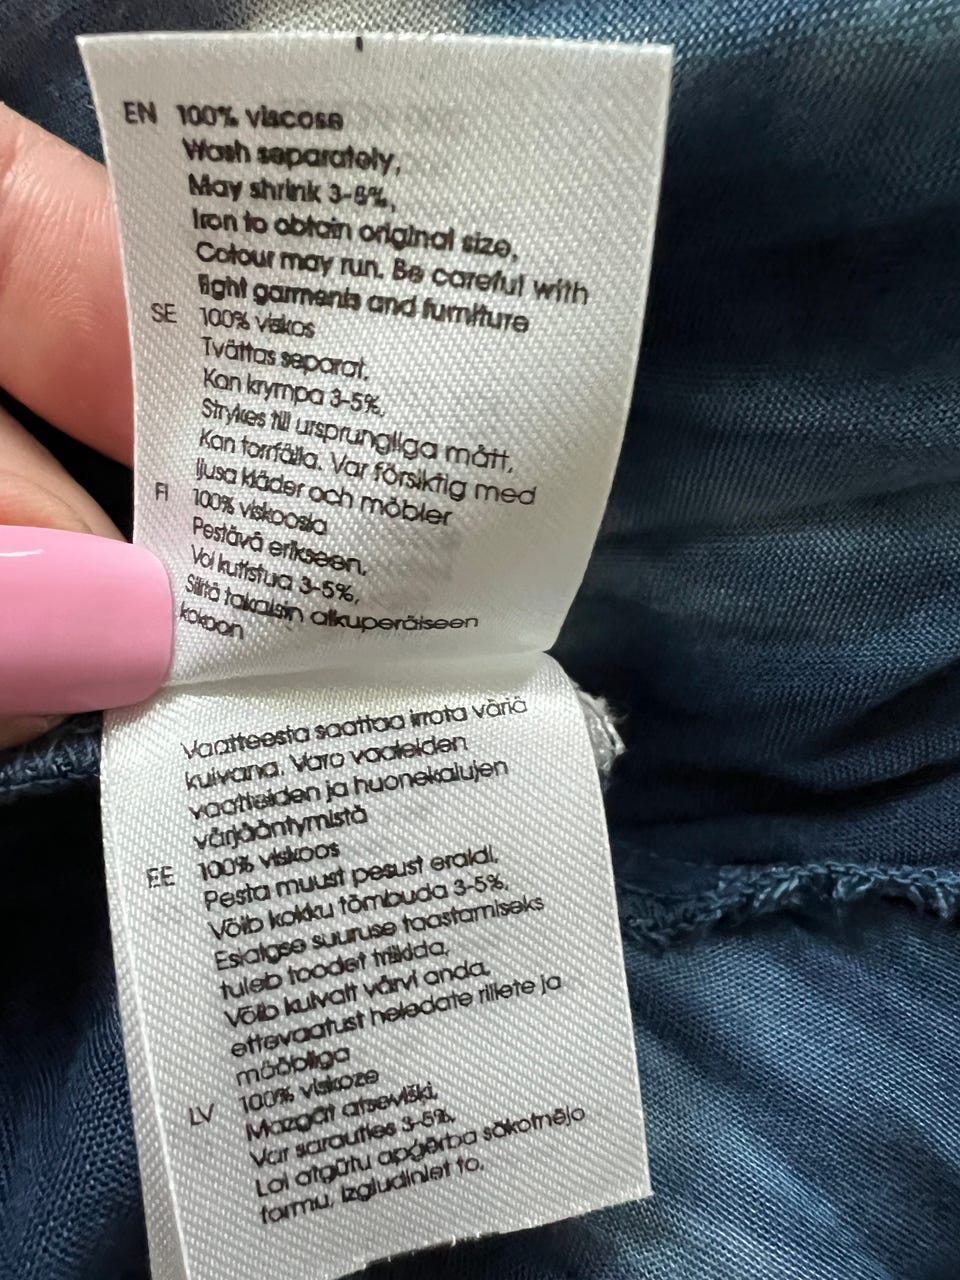 EN 100% viscose
Wash separately,
May shrink 3-5%,
Iron to obtain original size,
Colour may run. Be careful with
light garments and furniture
SE 100% viskos
Tvättas separat,
Kan krympa 3-5%,
Strykes till ursprungliga mått,
Kan torrfälla. Var försiktig med
ljusa kläder och möbler
FI 100% viskoosia
Pestävä erikseen,
Voi kutistua 3-5%,
Silitä takaisin alkuperäiseen
kokoon
Vaatteesta saattaa irrota väriä
kuivana. Varo vaaleiden
vaatteiden ja huonekalujen
värjääntymistä
EE 100% viskoos
Pesta muust pesust eraldi,
Võib kokku tõmbuda 3-5%,
Esialgse suuruse taastamiseks
tuleb toodet triikida,
Võib kuivalt värvi anda,
ettevaatust heledate riiete ja
mööbliga
LV 100% viskoze
Mazgāt atsevišķi,
Var sarauties 3-5%,
Lai atgūtu apģērba sākotnējo
formu, izgludiniet to.